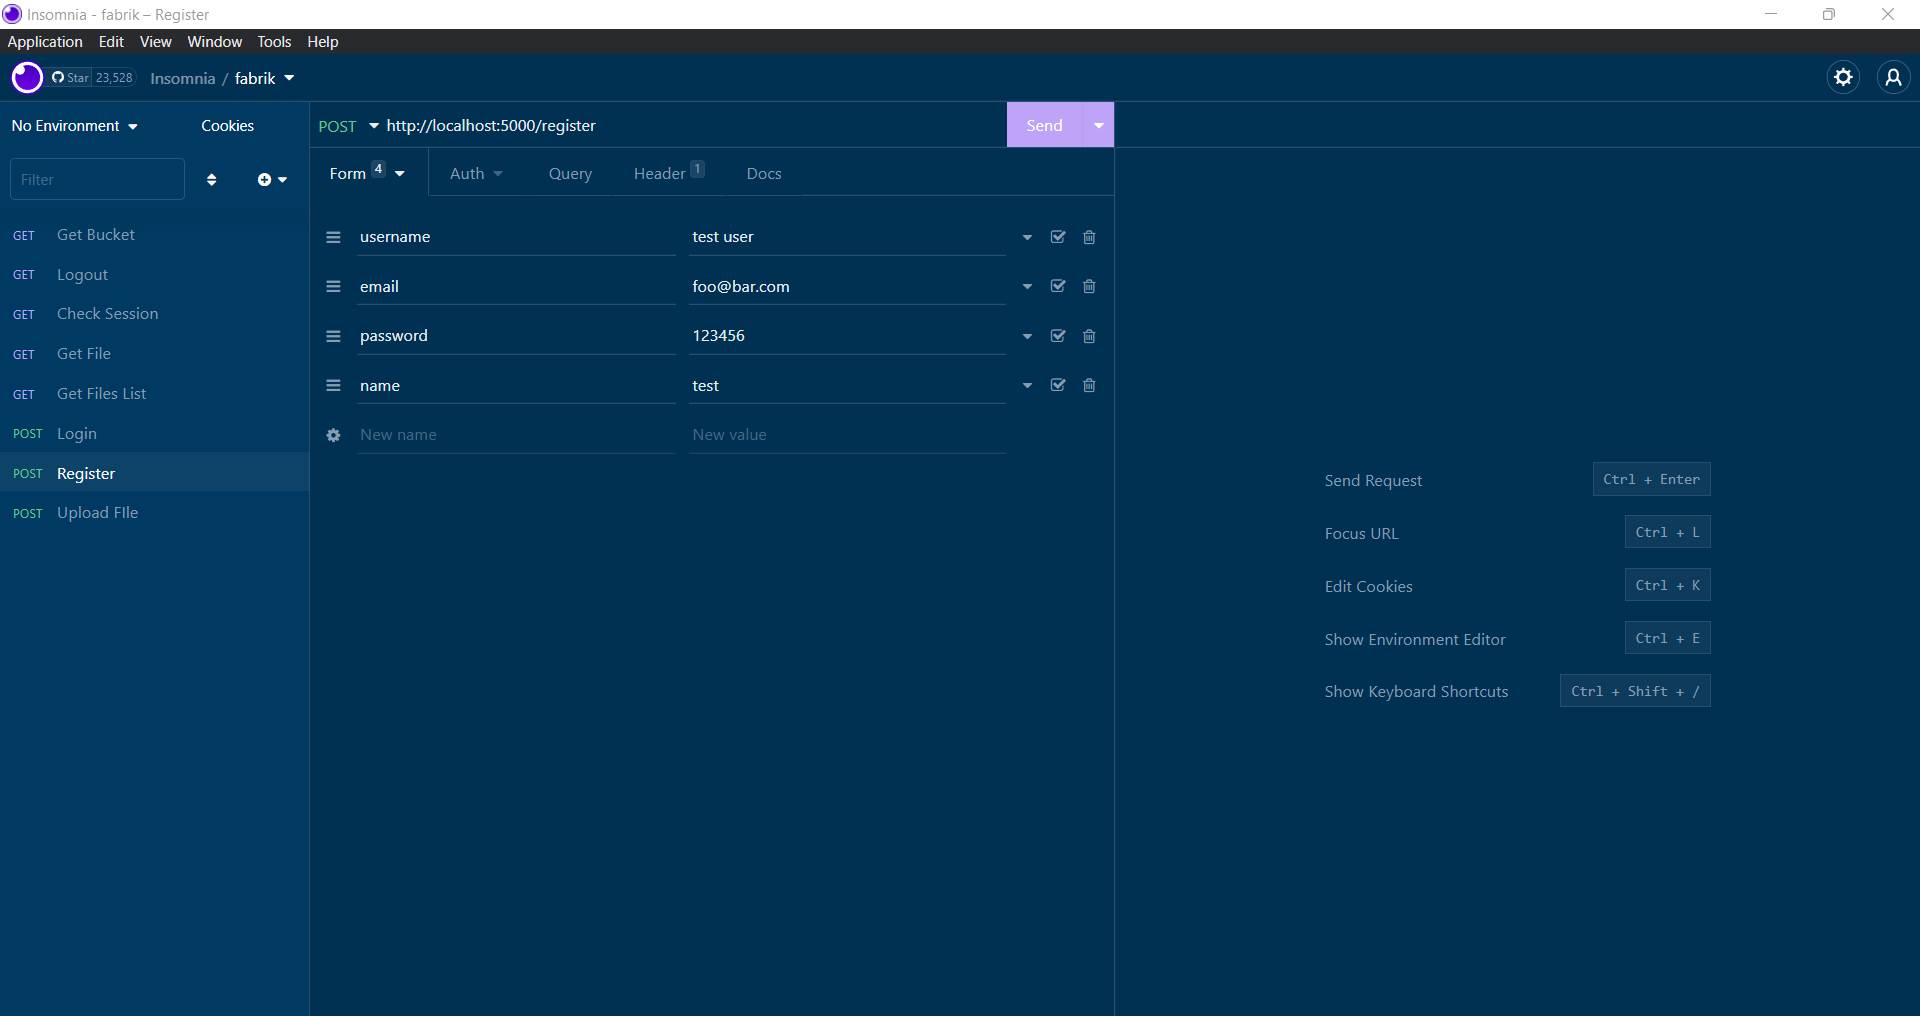 Insomnia - fabrik – Register
Application Edit View Window Tools Help
Star 23,528 Insomnia / fabrik
No Environment Cookies
POST http://localhost:5000/register Send
Filter
Form 4 Auth Query Header 1 Docs
GET Get Bucket
GET Logout
GET Check Session
GET Get File
GET Get Files List
POST Login
POST Register
POST Upload FIle
username test user
email foo@bar.com
password 123456
name test
New name New value
Send Request Ctrl + Enter
Focus URL Ctrl + L
Edit Cookies Ctrl + K
Show Environment Editor Ctrl + E
Show Keyboard Shortcuts Ctrl + Shift + /